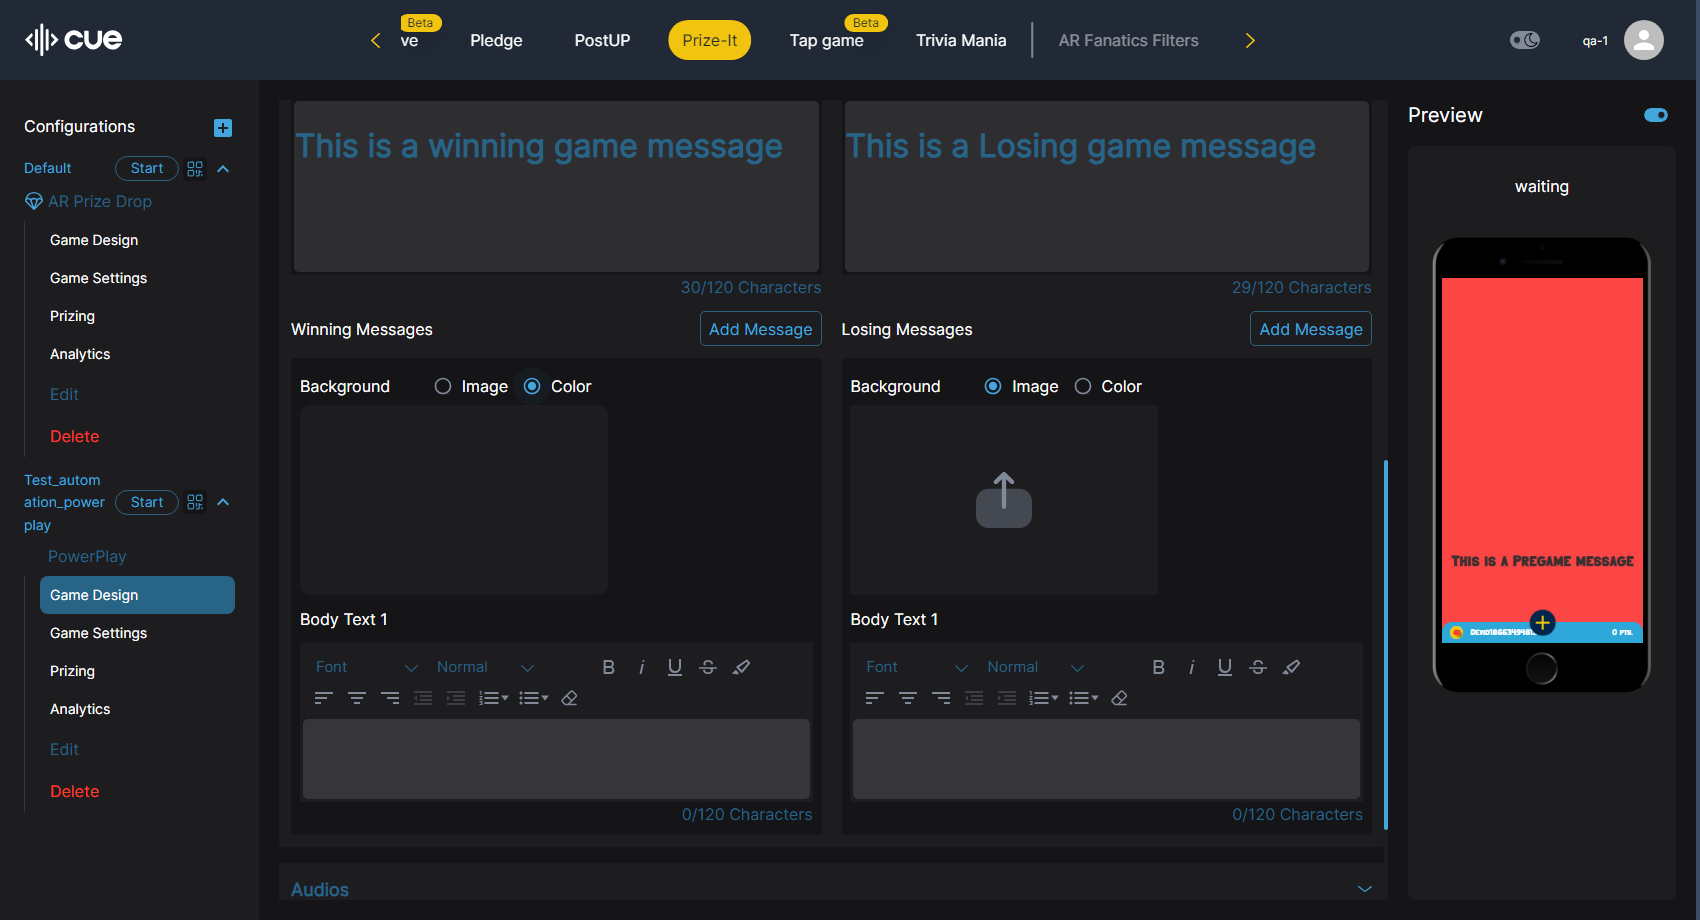 cue
Beta
ve
Pledge
PostUP
Prize-It
Beta
Tap game
Trivia Mania
AR Fanatics Filters
qa-1
Configurations
Default
Start
AR Prize Drop
Game Design
Game Settings
Prizing
Analytics
Edit
Delete
Test_autom
ation_power
play
Start
PowerPlay
Game Design
Game Settings
Prizing
Analytics
Edit
Delete
This is a winning game message
30/120 Characters
Winning Messages
Add Message
Background
Image
Color
Body Text 1
Font
Normal
0/120 Characters
This is a Losing game message
29/120 Characters
Losing Messages
Add Message
Background
Image
Color
Body Text 1
Font
Normal
0/120 Characters
Audios
Preview
waiting
This is a Pregame message
0 pts.